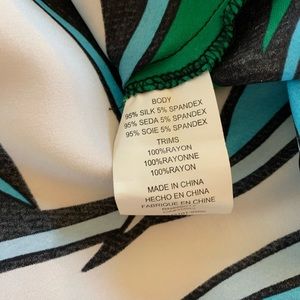 BODY
95% SILK 5% SPANDEX
95% SEDA 5% SPANDEX
95% SOIE 5% SPANDEX
TRIMS
100%RAYON
100%RAYONNE
100%RAYON
MADE IN CHINA
HECHO EN CHINA
FABRIQUE EN CHINE